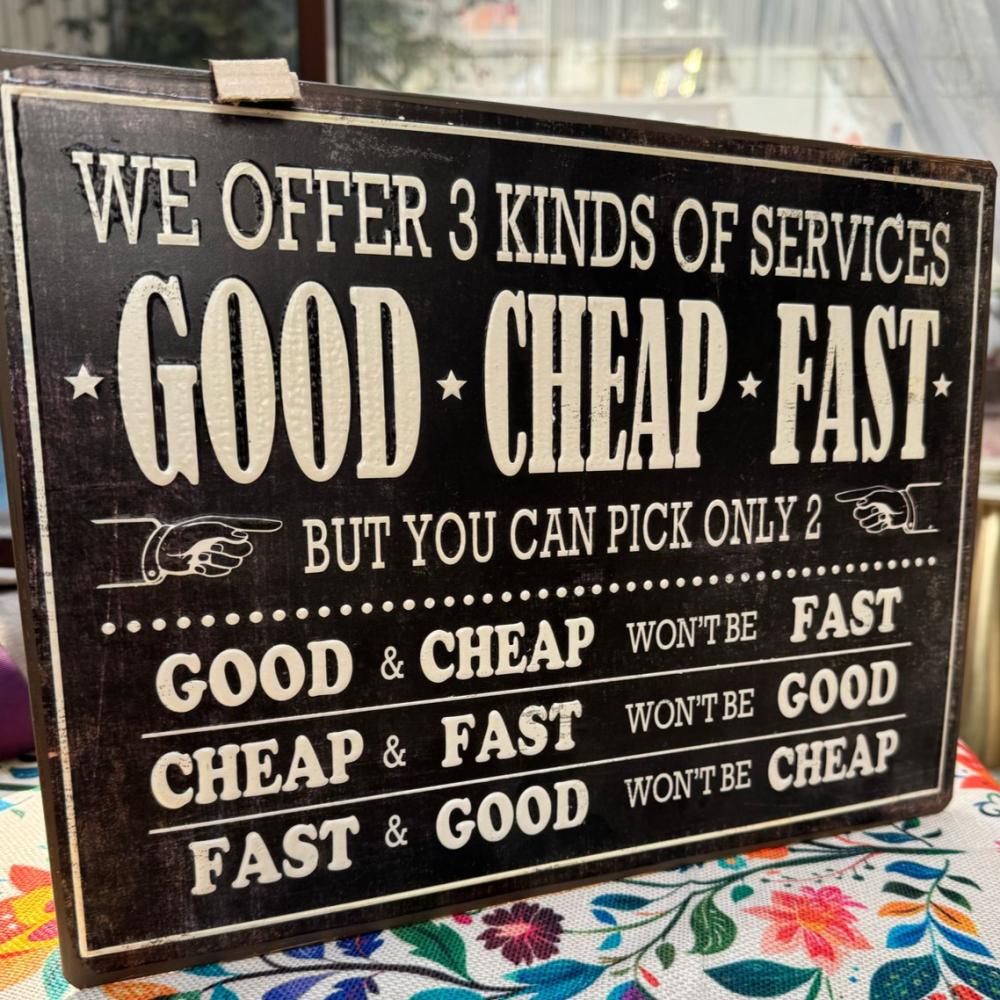 WE OFFER 3 KINDS OF SERVICES
GOOD · CHEAP · FAST
BUT YOU CAN PICK ONLY 2
GOOD & CHEAP WON'T BE FAST
CHEAP & FAST WON'T BE GOOD
FAST & GOOD WON'T BE CHEAP